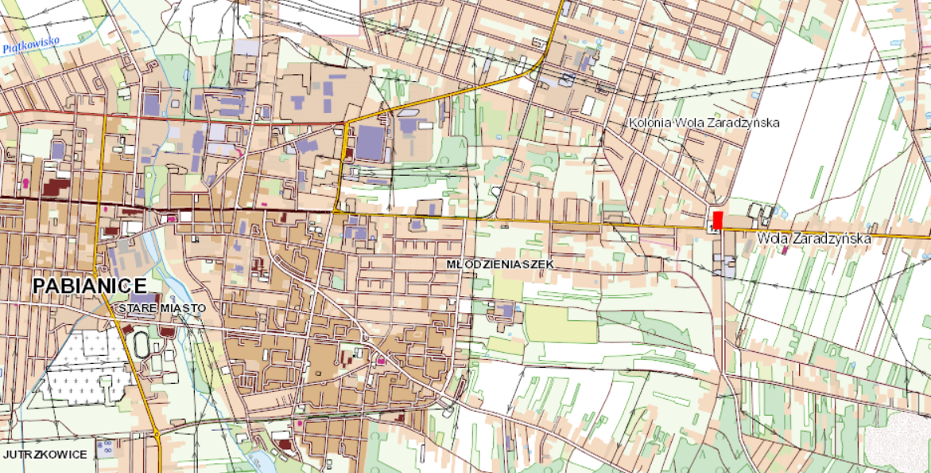 Piątkowisko
Kolonia Wola Zaradzyńska
Wola Zaradzyńska
MŁODZIENIASZEK
PABIANICE
STARE MIASTO
JUTRZKOWICE